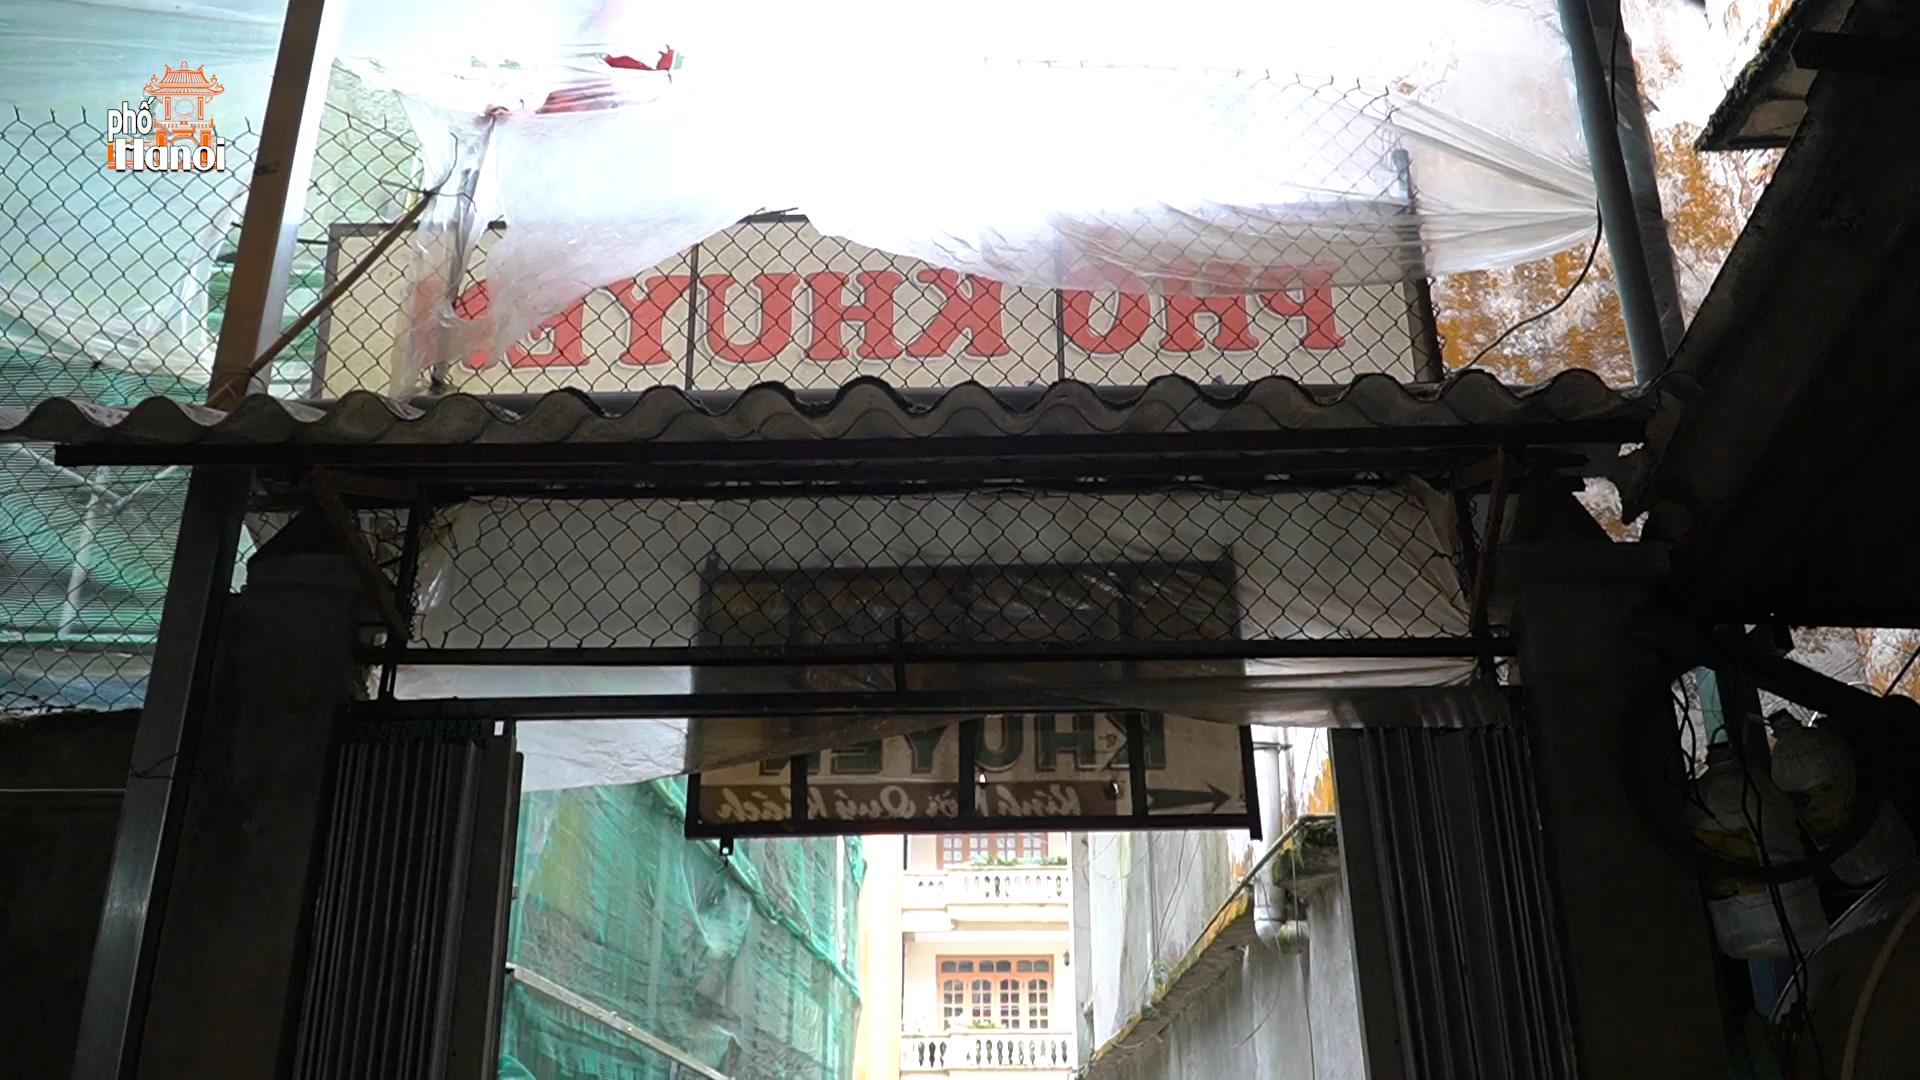 phố
Hanoi
PHỞ KHUYẾN
KHUYẾN
Kính Mời Quý khách